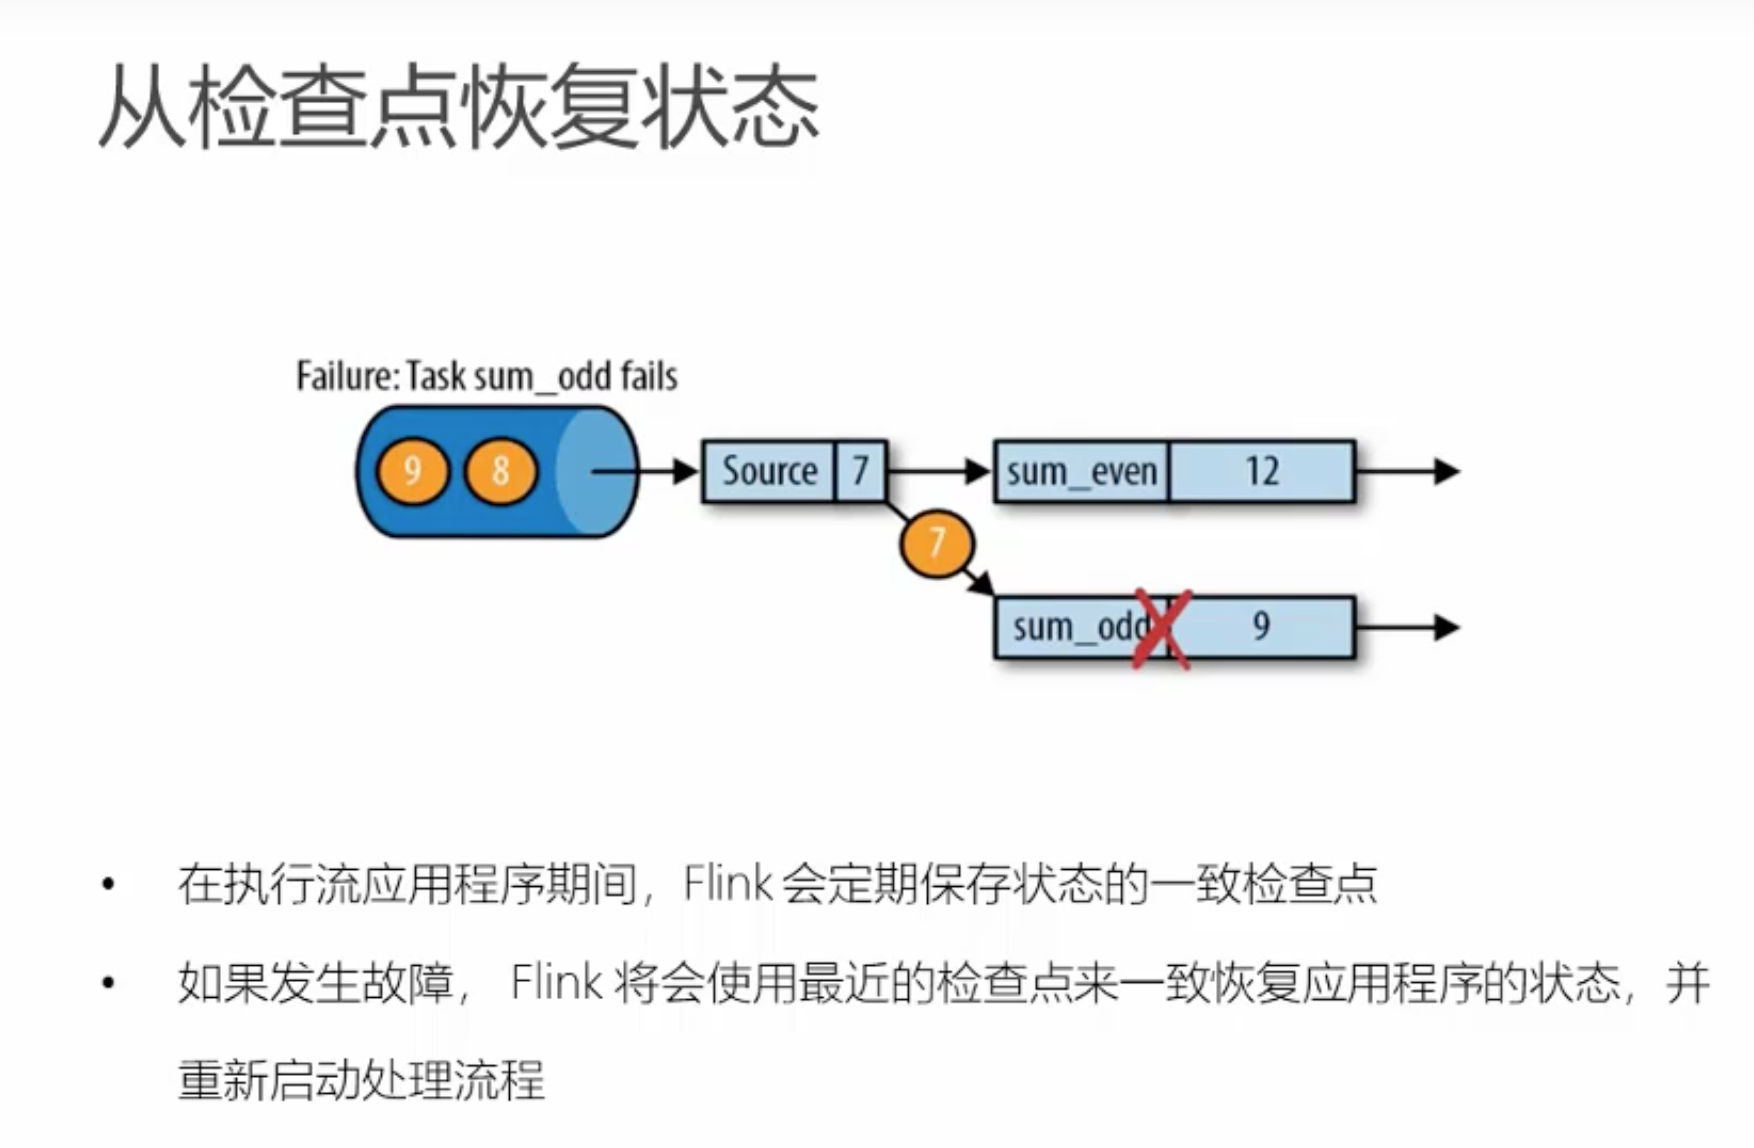 从检查点恢复状态
Failure: Task sum_odd fails
9 8 Source 7 sum_even 12
7
sum_odd 9
• 在执行流应用程序期间，Flink 会定期保存状态的一致检查点
• 如果发生故障， Flink 将会使用最近的检查点来一致恢复应用程序的状态，并
重新启动处理流程